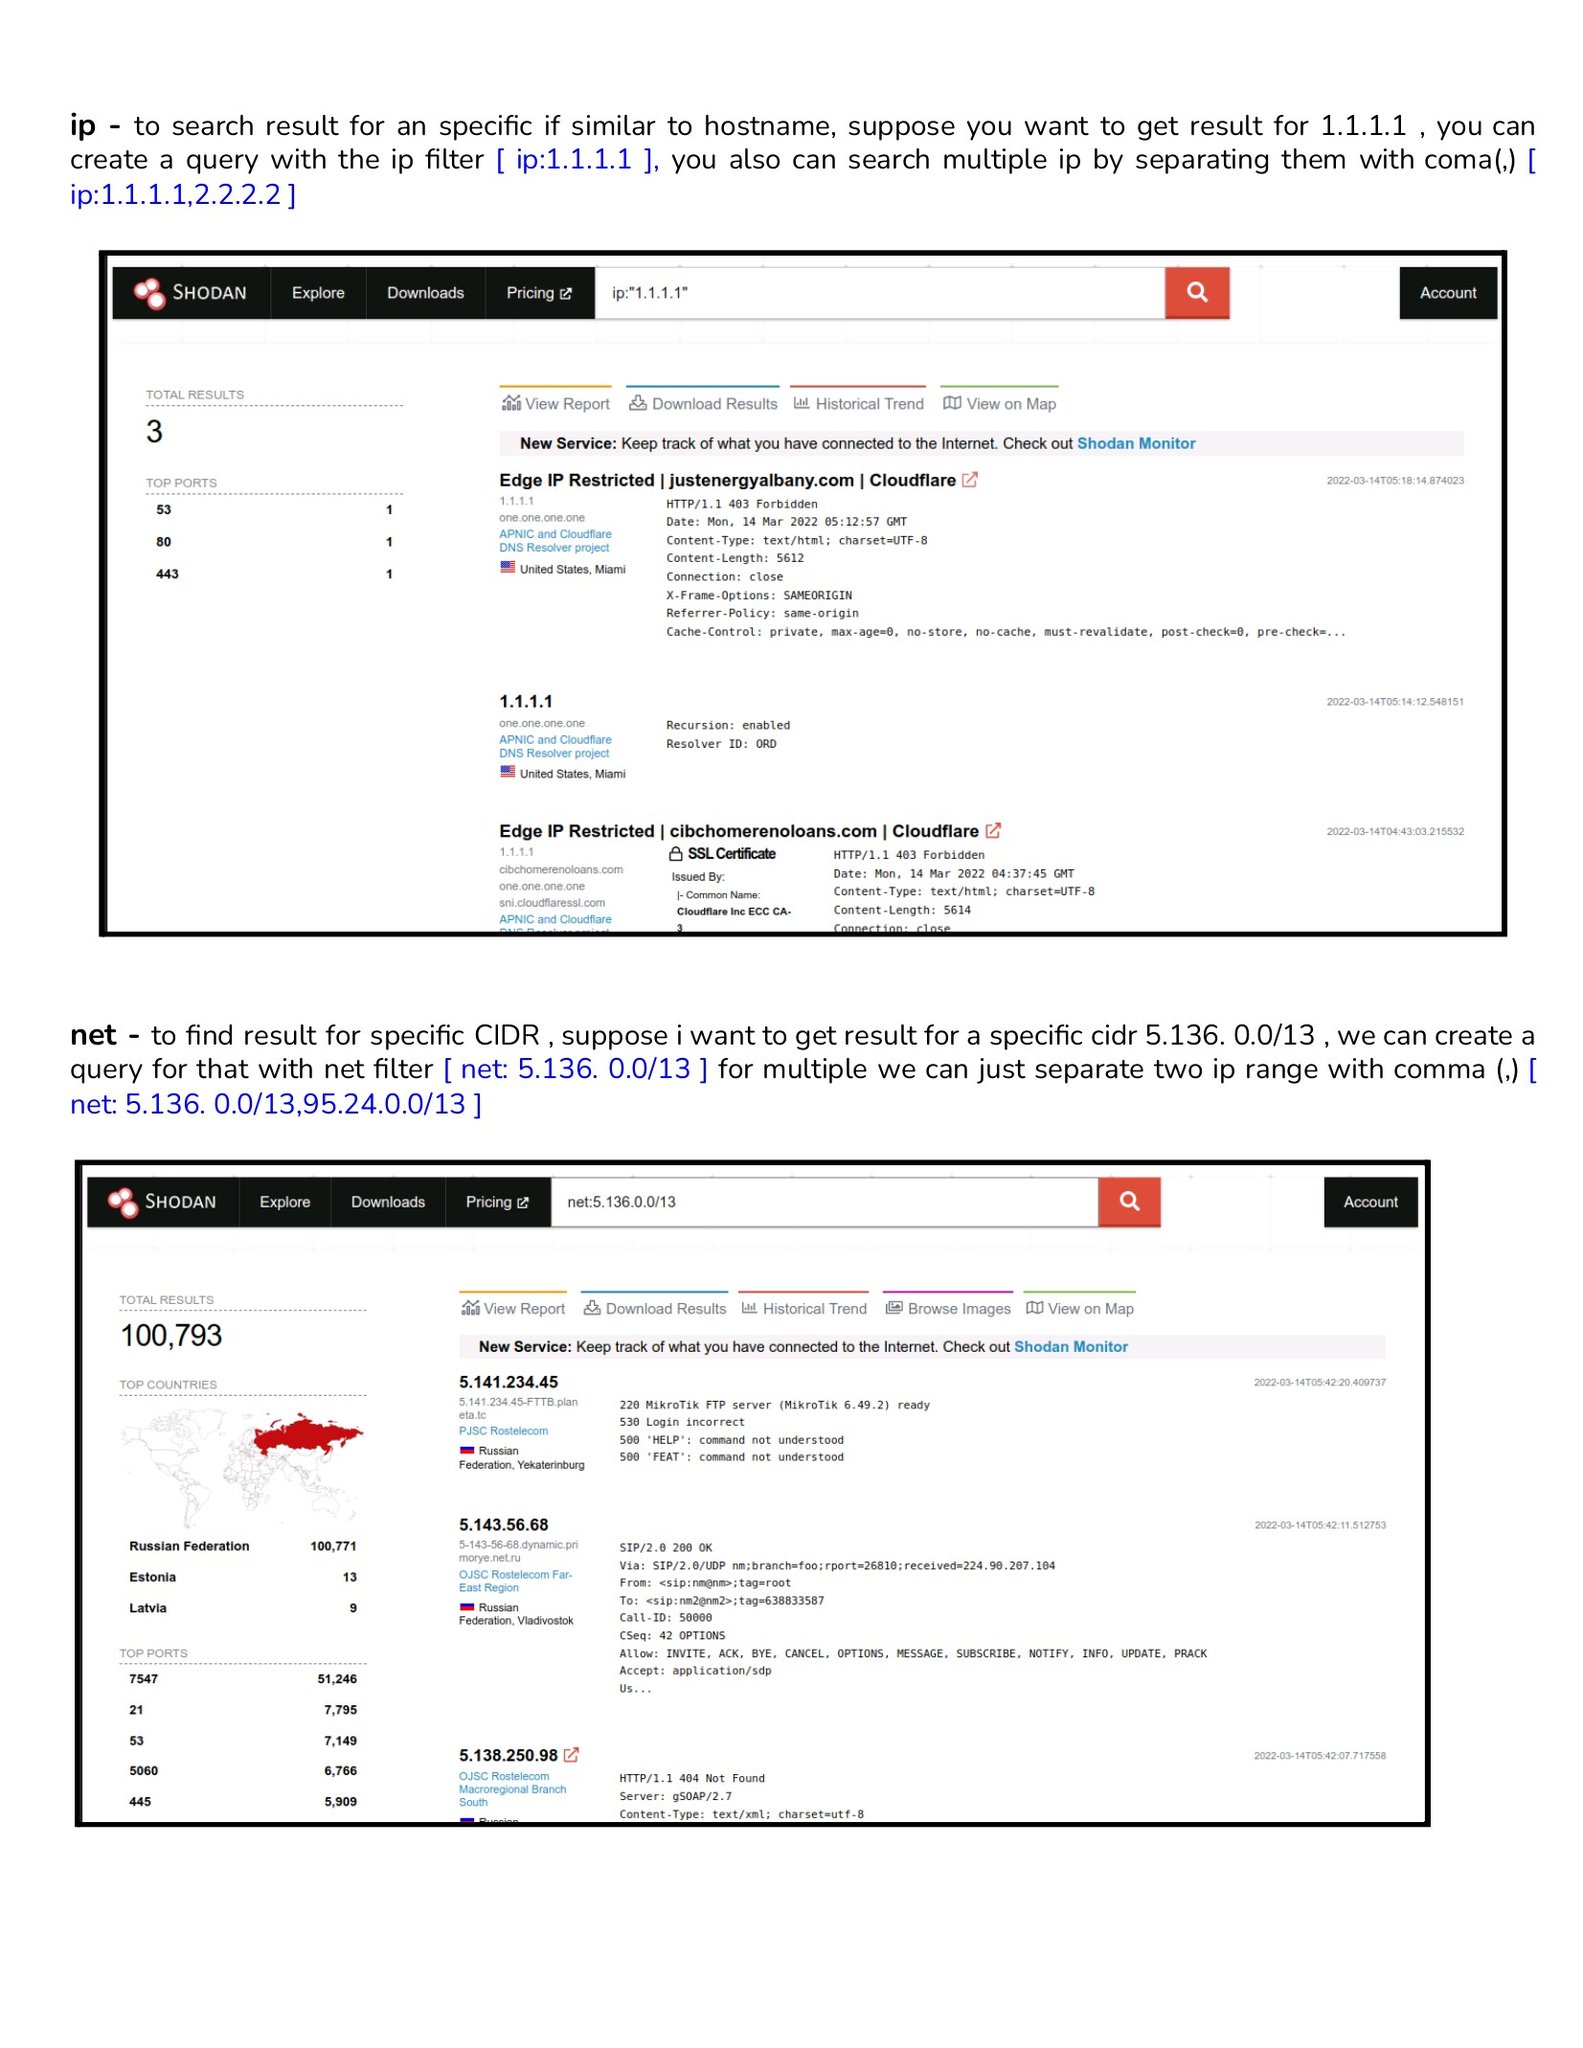 ip - to search result for an specific if similar to hostname, suppose you want to get result for 1.1.1.1 , you can
create a query with the ip filter [ ip:1.1.1.1 ], you also can search multiple ip by separating them with coma(,) [
ip:1.1.1.1,2.2.2.2 ]
SHODAN Explore Downloads Pricing ip:"1.1.1.1" Account
TOTAL RESULTS
3
TOP PORTS
53 1
80 1
443 1
View Report Download Results Historical Trend View on Map
New Service: Keep track of what you have connected to the Internet. Check out Shodan Monitor
Edge IP Restricted | justenergyalbany.com | Cloudflare 2022-03-14T05:18:14.874023
1.1.1.1
one.one.one.one
APNIC and Cloudflare
DNS Resolver project
United States, Miami
HTTP/1.1 403 Forbidden
Date: Mon, 14 Mar 2022 05:12:57 GMT
Content-Type: text/html; charset=UTF-8
Content-Length: 5612
Connection: close
X-Frame-Options: SAMEORIGIN
Referrer-Policy: same-origin
Cache-Control: private, max-age=0, no-store, no-cache, must-revalidate, post-check=0, pre-check=...
1.1.1.1 2022-03-14T05:14:12.548151
one.one.one.one
APNIC and Cloudflare
DNS Resolver project
United States, Miami
Recursion: enabled
Resolver ID: ORD
Edge IP Restricted | cibchomerenoloans.com | Cloudflare 2022-03-14T04:43:03.215532
1.1.1.1
cibchomerenoloans.com
one.one.one.one
sni.cloudflaressl.com
APNIC and Cloudflare
DNS Resolver project
SSL Certificate
Issued By:
|- Common Name:
Cloudflare Inc ECC CA-
3
HTTP/1.1 403 Forbidden
Date: Mon, 14 Mar 2022 04:37:45 GMT
Content-Type: text/html; charset=UTF-8
Content-Length: 5614
Connection: close
net - to find result for specific CIDR , suppose i want to get result for a specific cidr 5.136. 0.0/13 , we can create a
query for that with net filter [ net: 5.136. 0.0/13 ] for multiple we can just separate two ip range with comma (,) [
net: 5.136. 0.0/13,95.24.0.0/13 ]
SHODAN Explore Downloads Pricing net:5.136.0.0/13 Account
TOTAL RESULTS
100,793
TOP COUNTRIES
Russian Federation 100,771
Estonia 13
Latvia 9
TOP PORTS
7547 51,246
21 7,795
53 7,149
5060 6,766
445 5,909
View Report Download Results Historical Trend Browse Images View on Map
New Service: Keep track of what you have connected to the Internet. Check out Shodan Monitor
5.141.234.45 2022-03-14T05:42:20.409737
5.141.234.45-FTTB.plan
eta.tc
PJSC Rostelecom
Russian
Federation, Yekaterinburg
220 MikroTik FTP server (MikroTik 6.49.2) ready
530 Login incorrect
500 'HELP': command not understood
500 'FEAT': command not understood
5.143.56.68 2022-03-14T05:42:11.512753
5-143-56-68.dynamic.pri
morye.net.ru
OJSC Rostelecom Far-
East Region
Russian
Federation, Vladivostok
SIP/2.0 200 OK
Via: SIP/2.0/UDP nm;branch=foo;rport=26810;received=224.90.207.104
From: <sip:nm@nm>;tag=root
To: <sip:nm2@nm2>;tag=638833587
Call-ID: 50000
CSeq: 42 OPTIONS
Allow: INVITE, ACK, BYE, CANCEL, OPTIONS, MESSAGE, SUBSCRIBE, NOTIFY, INFO, UPDATE, PRACK
Accept: application/sdp
Us...
5.138.250.98 2022-03-14T05:42:07.717558
OJSC Rostelecom
Macroregional Branch
South
Russian
HTTP/1.1 404 Not Found
Server: gSOAP/2.7
Content-Type: text/xml; charset=utf-8